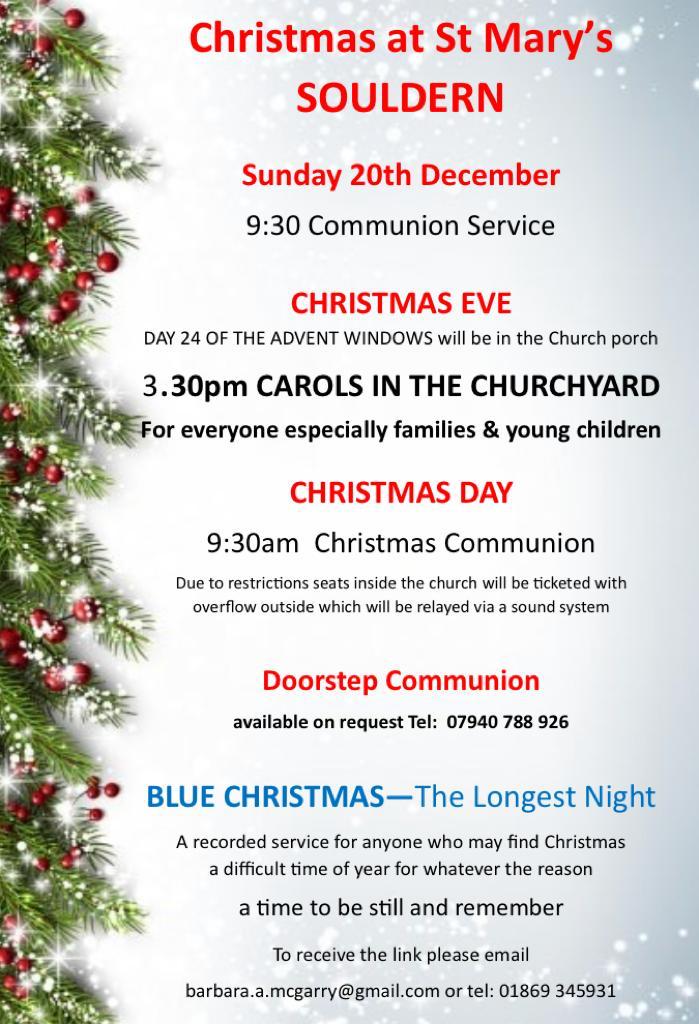 Christmas at St Mary’s
SOULDERN
Sunday 20th December
9:30 Communion Service
CHRISTMAS EVE
DAY 24 OF THE ADVENT WINDOWS will be in the Church porch
3.30pm CAROLS IN THE CHURCHYARD
For everyone especially families & young children
CHRISTMAS DAY
9:30am  Christmas Communion
Due to restrictions seats inside the church will be ticketed with
overflow outside which will be relayed via a sound system
Doorstep Communion
available on request Tel:  07940 788 926
BLUE CHRISTMAS—The Longest Night
A recorded service for anyone who may find Christmas
a difficult time of year for whatever the reason
a time to be still and remember
To receive the link please email
barbara.a.mcgarry@gmail.com or tel: 01869 345931